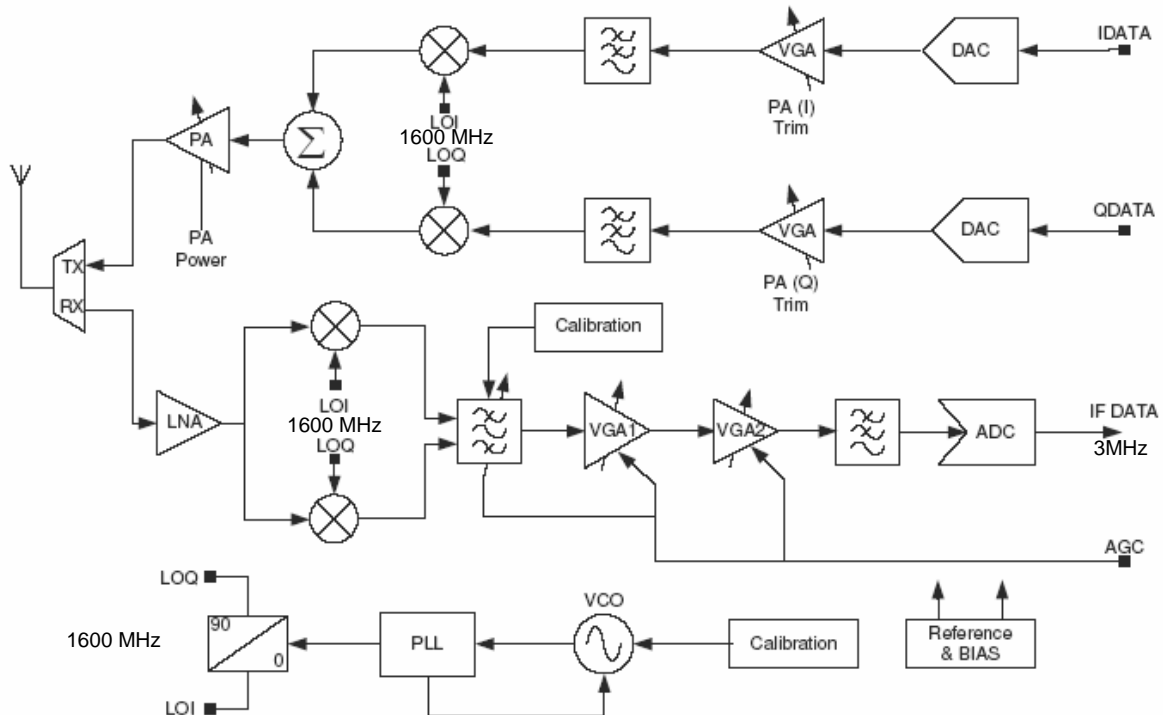 IDATA
DAC
VGA
PA (I)
Trim
LOI
1600 MHz
LOQ
PA
Σ
PA
Power
QDATA
DAC
VGA
PA (Q)
Trim
TX
RX
Calibration
LNA
LOI
1600 MHz
LOQ
VGA1
VGA2
ADC
IF DATA
3MHz
AGC
LOQ
1600 MHz
90
0
LOI
PLL
VCO
Calibration
Reference
& BIAS